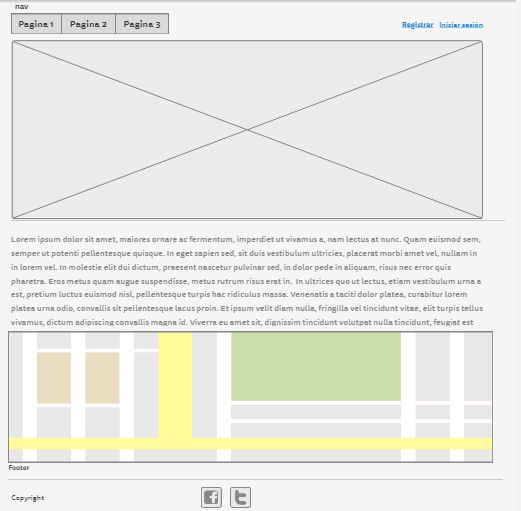 nav
Pagina 1 Pagina 2 Pagina 3
Registrar Iniciar sesión
Lorem ipsum dolor sit amet, maiores ornare ac fermentum, imperdiet ut vivamus a, nam lectus at nunc. Quam euismod sem,
semper ut potenti pellentesque quisque. In eget sapien sed, sit duis vestibulum ultricies, placerat morbi amet vel, nullam in
in lorem vel. In molestie elit dui dictum, praesent nascetur pulvinar sed, in dolor pede in aliquam, risus nec error quis
pharetra. Eros metus quam augue suspendisse, metus rutrum risus erat in. In ultrices quo ut lectus, etiam vestibulum urna a
est, pretium luctus euismod nisl, pellentesque turpis hac ridiculus massa. Venenatis a taciti dolor platea, curabitur lorem
platea urna odio, convallis sit pellentesque lacus proin. Et ipsum velit diam nulla, fringilla vel tincidunt vitae, elit turpis tellus
vivamus, dictum adipiscing convallis magna id. Viverra eu amet sit, dignissim tincidunt volutpat nulla tincidunt, feugiat est
Footer
Copyright